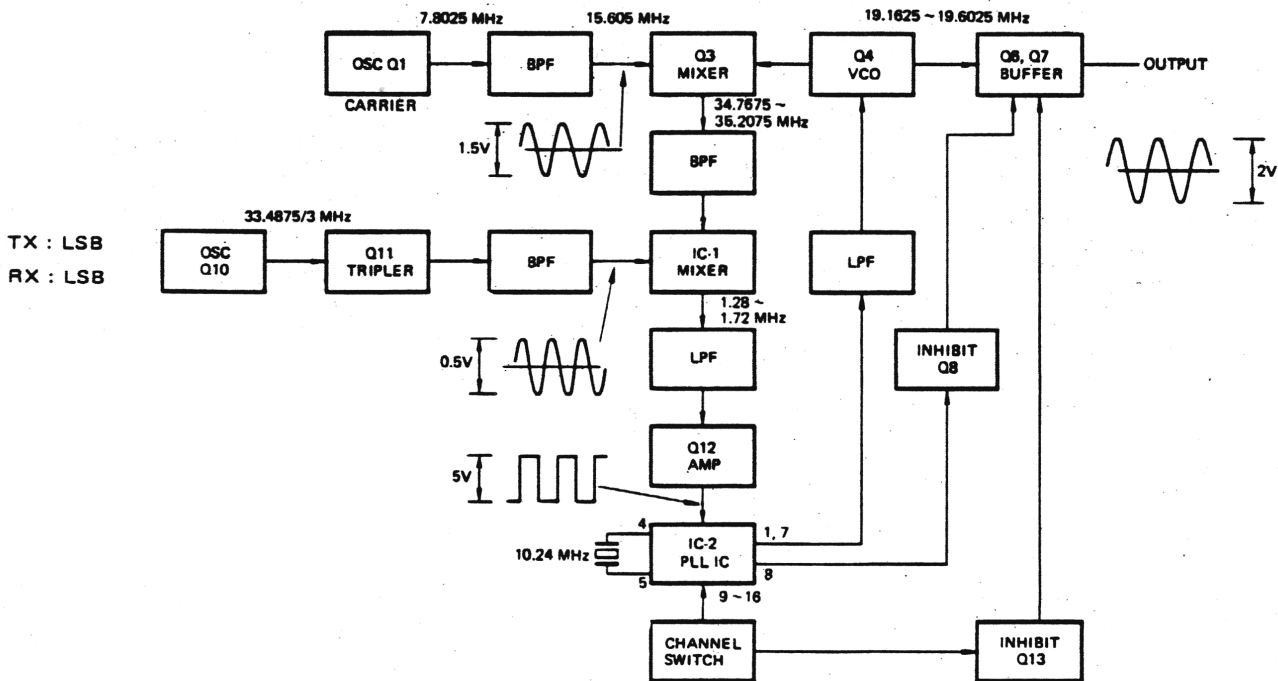 7.8025 MHz
15.605 MHz
19.1625 ~ 19.6025 MHz
OSC Q1
BPF
Q3
MIXER
Q4
VCO
Q6, Q7
BUFFER
OUTPUT
CARRIER
34.7675 ~
35.2075 MHz
1.5V
BPF
2V
33.4875/3 MHz
TX : LSB
RX : LSB
OSC
Q10
Q11
TRIPLER
BPF
IC-1
MIXER
LPF
1.28 ~
1.72 MHz
0.5V
LPF
INHIBIT
Q8
Q12
AMP
5V
4
1, 7
10.24 MHz
IC-2
PLL IC
5
8
9 ~ 16
CHANNEL
SWITCH
INHIBIT
Q13